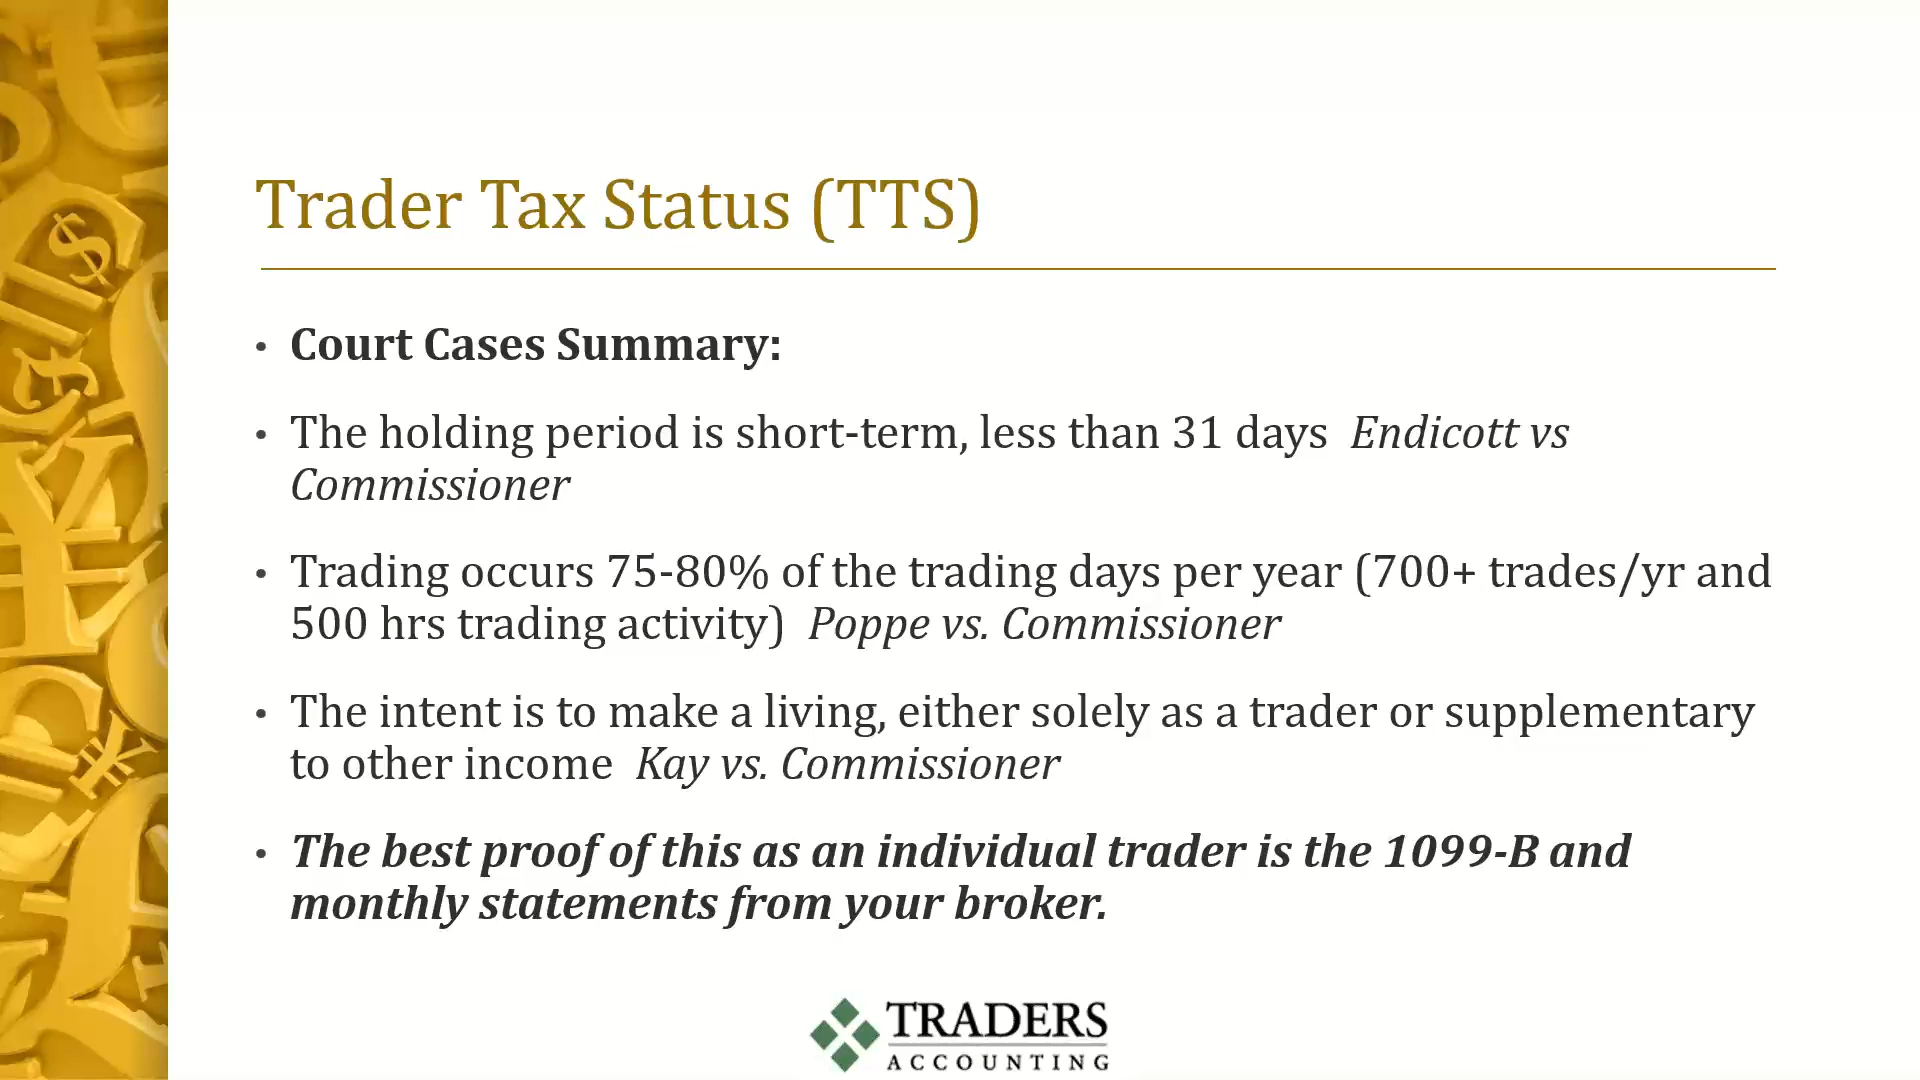 Trader Tax Status (TTS)
• Court Cases Summary:
• The holding period is short-term, less than 31 days Endicott vs
Commissioner
• Trading occurs 75-80% of the trading days per year (700+ trades/yr and
500 hrs trading activity) Poppe vs. Commissioner
• The intent is to make a living, either solely as a trader or supplementary
to other income Kay vs. Commissioner
• The best proof of this as an individual trader is the 1099-B and
monthly statements from your broker.
TRADERS
ACCOUNTING